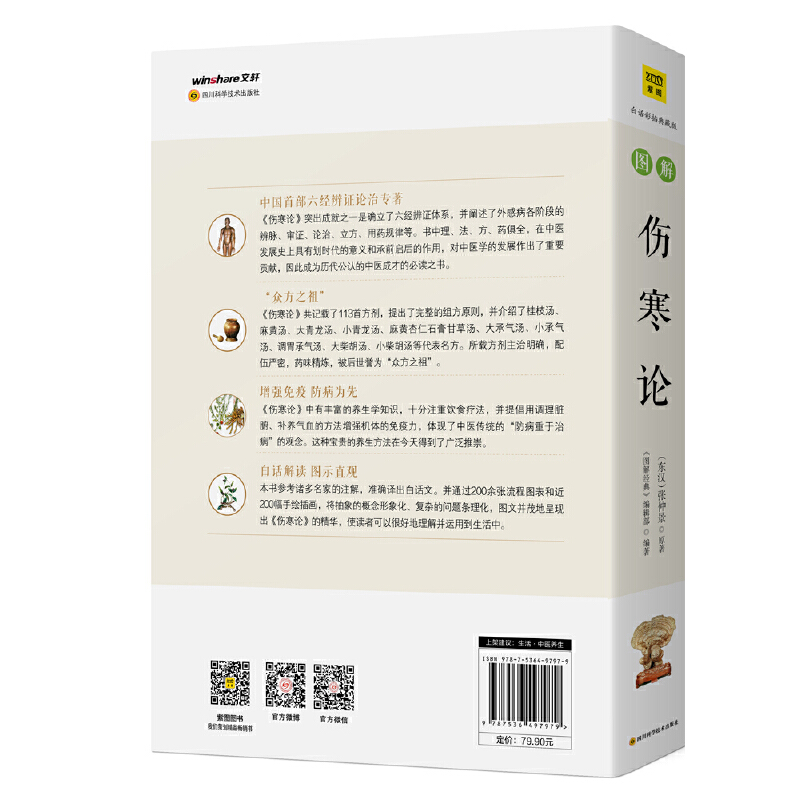 winshare文轩
四川科学技术出版社
中国首部六经辨证论治专著
《伤寒论》突出成就之一是确立了六经辨证体系，并阐述了外感病各阶段的
辨脉、审证、论治、立方、用药规律等。书中理、法、方、药俱全，在中医
发展史上具有划时代的意义和承前启后的作用，对中医学的发展作出了重要
贡献，因此成为历代公认的中医成才的必读之书。
“众方之祖”
《伤寒论》共记载了113首方剂，提出了完整的组方原则，并介绍了桂枝汤、
麻黄汤、大青龙汤、小青龙汤、麻黄杏仁石膏甘草汤、大承气汤、小承气
汤、调胃承气汤、大柴胡汤、小柴胡汤等代表名方。所载方剂主治明确，配
伍严密，药味精炼，被后世誉为“众方之祖”。
增强免疫 防病为先
《伤寒论》中有丰富的养生学知识，十分注重饮食疗法，并提倡用调理脏
腑、补养气血的方法增强机体的免疫力，体现了中医传统的“防病重于治
病”的观念。这种宝贵的养生方法在今天得到了广泛推崇。
白话解读 图示直观
本书参考诸多名家的注解，准确译出白话文。并通过200余张流程图表和近
200幅手绘插画，将抽象的概念形象化、复杂的问题条理化，图文并茂地呈现
出《伤寒论》的精华，使读者可以很好地理解并运用到生活中。
紫图图书
官方微博
官方微信
上架建议：生活·中医养生
ISBN 978-7-5364-9797-9
9 787536 497979 >
定价：79.90元
紫图
白话彩插典藏版
图解
伤寒论
（东汉）张仲景 ◎ 原著
《图解经典》编辑部 ◎ 编著
四川科学技术出版社